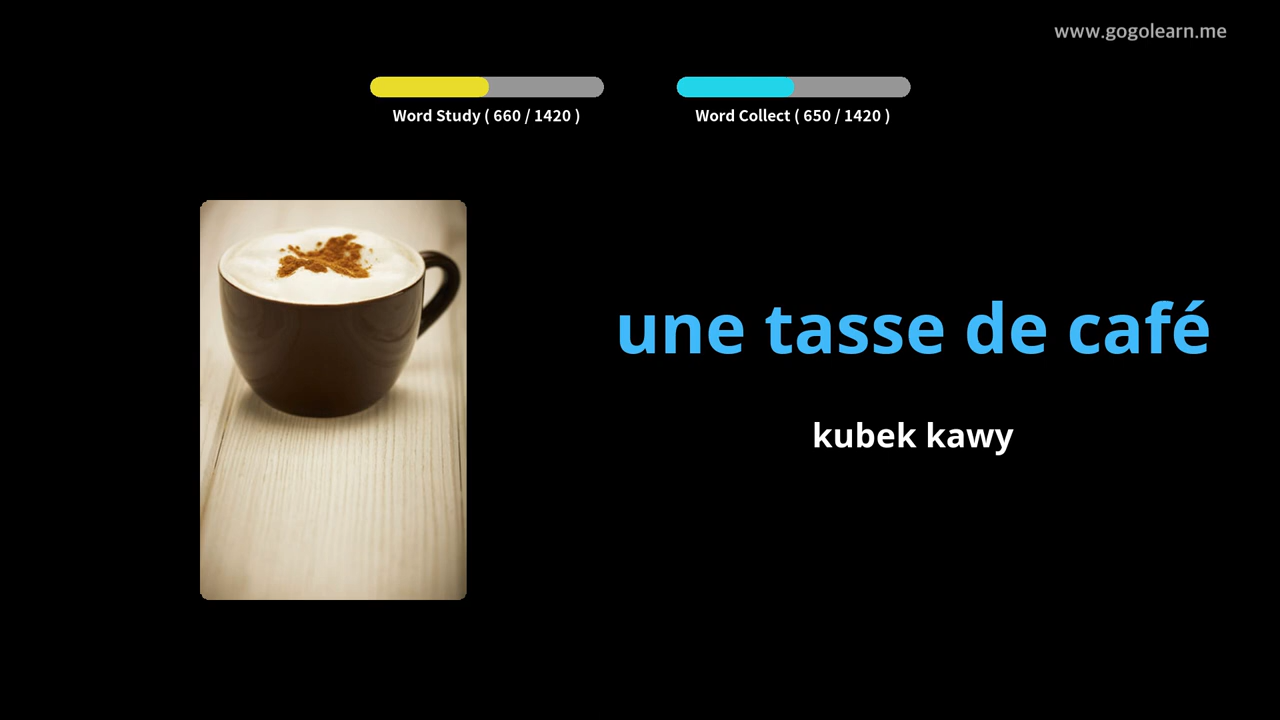 www.gogolearn.me
Word Study ( 660 / 1420 )
Word Collect ( 650 / 1420 )
une tasse de café
kubek kawy